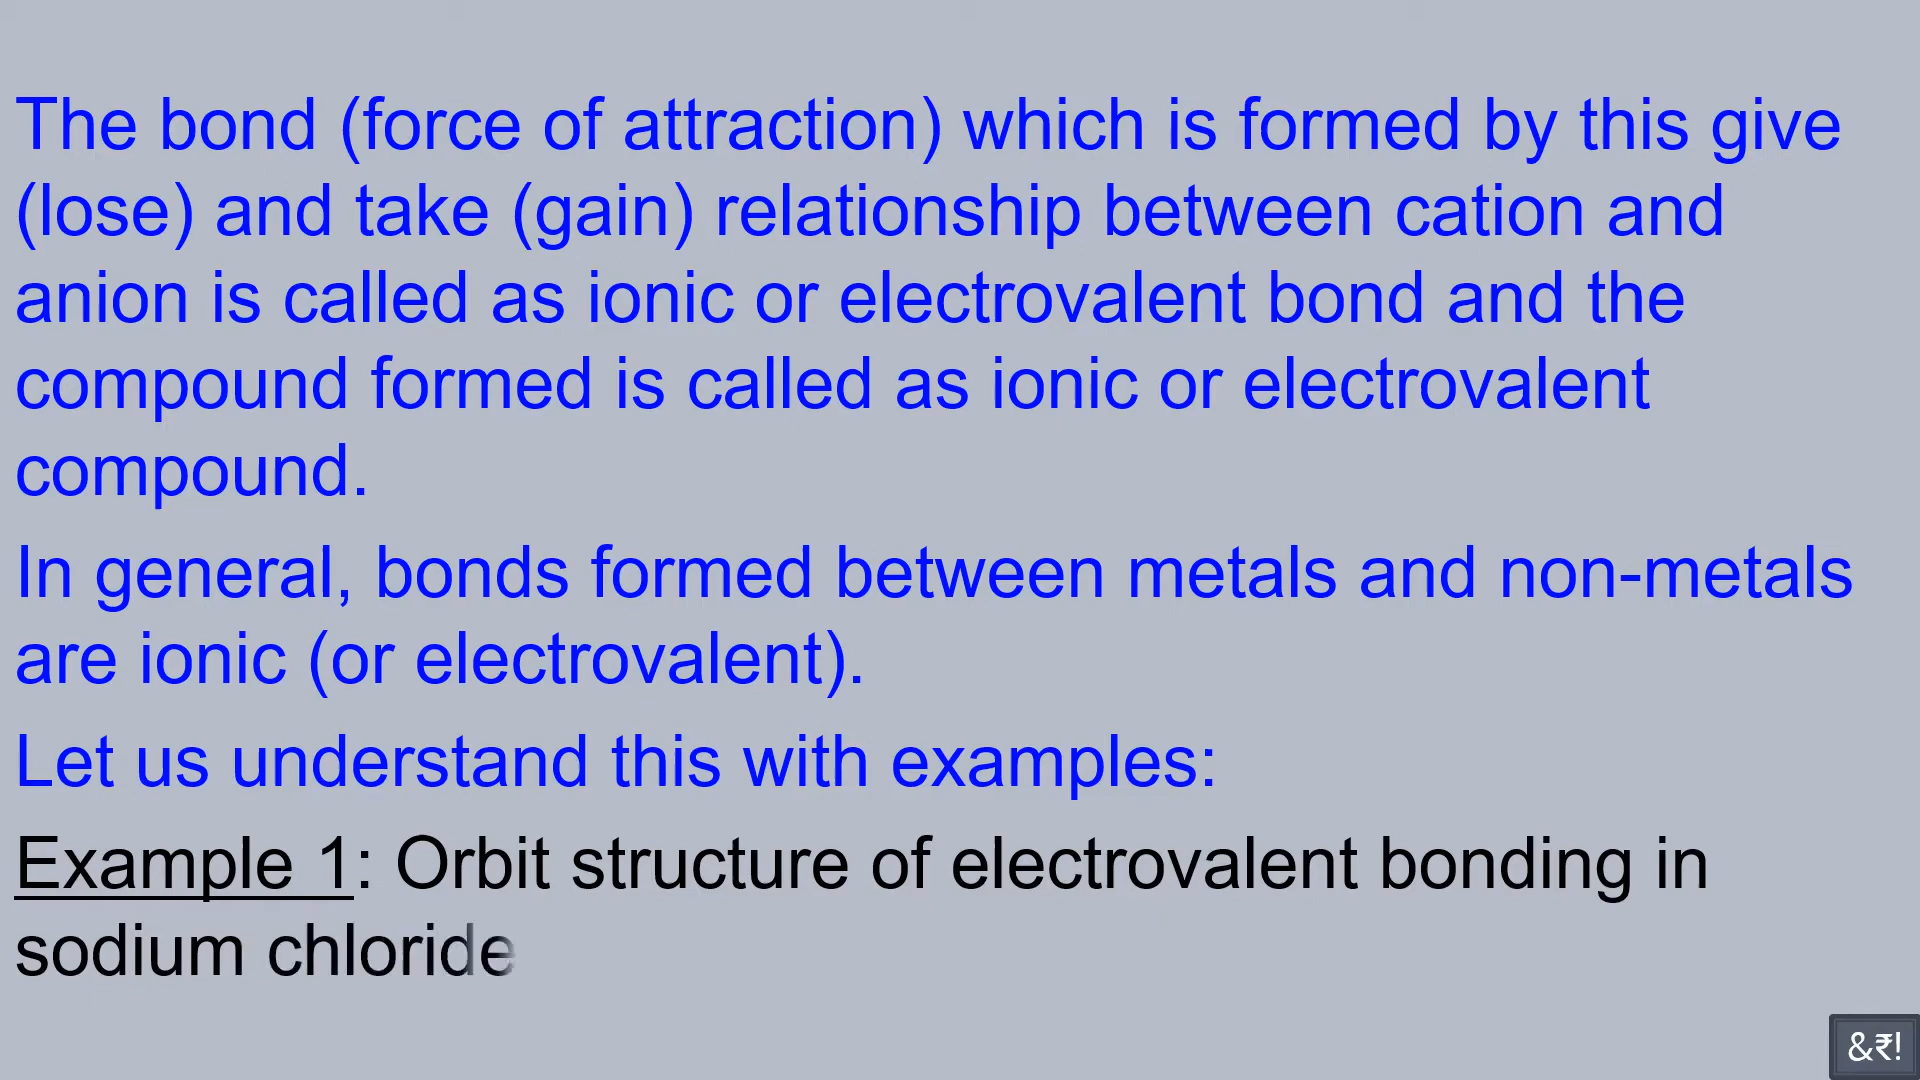 The bond (force of attraction) which is formed by this give
(lose) and take (gain) relationship between cation and
anion is called as ionic or electrovalent bond and the
compound formed is called as ionic or electrovalent
compound.
In general, bonds formed between metals and non-metals
are ionic (or electrovalent).
Let us understand this with examples:
Example 1: Orbit structure of electrovalent bonding in
sodium chloride
&₹!